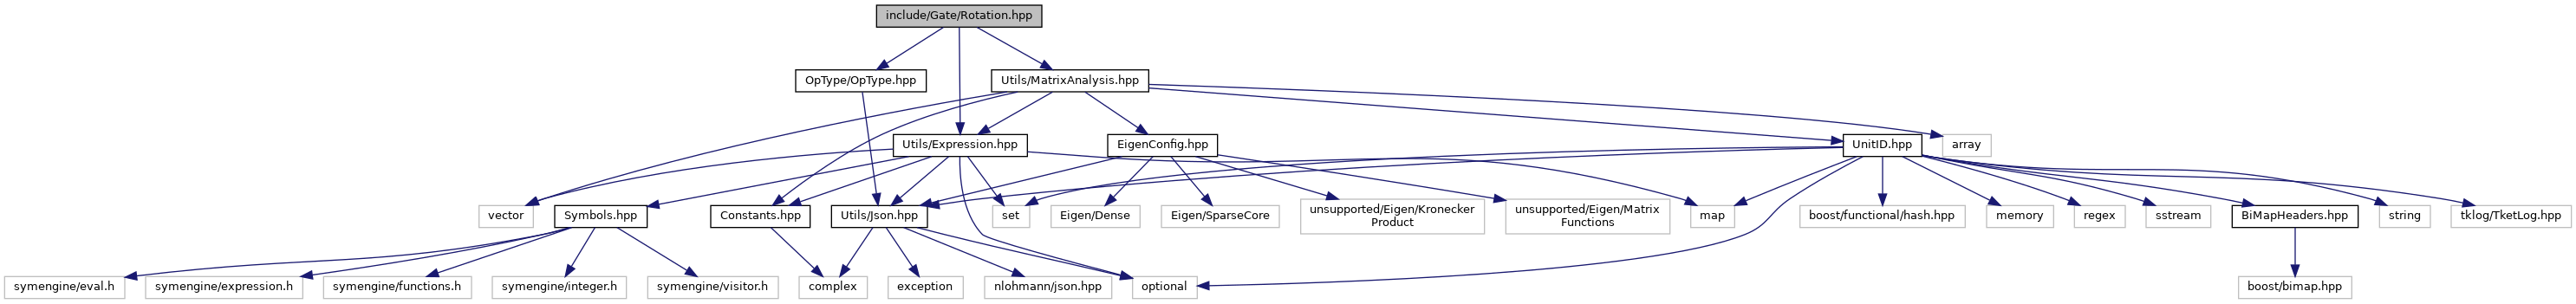 include/Gate/Rotation.hpp
OpType/OpType.hpp
Utils/MatrixAnalysis.hpp
Utils/Expression.hpp
EigenConfig.hpp
UnitID.hpp
array
vector
Symbols.hpp
Constants.hpp
Utils/Json.hpp
set
Eigen/Dense
Eigen/SparseCore
unsupported/Eigen/Kronecker
Product
unsupported/Eigen/Matrix
Functions
map
boost/functional/hash.hpp
memory
regex
sstream
BiMapHeaders.hpp
string
tklog/TketLog.hpp
symengine/eval.h
symengine/expression.h
symengine/functions.h
symengine/integer.h
symengine/visitor.h
complex
exception
nlohmann/json.hpp
optional
boost/bimap.hpp